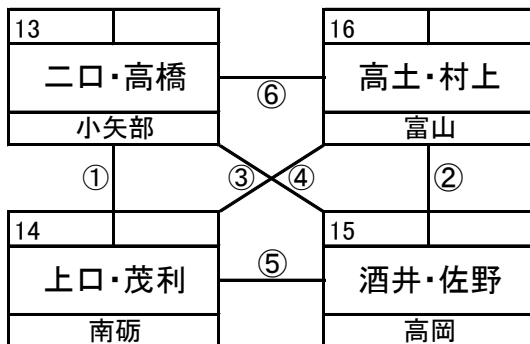 13
16
二口・高橋
高土・村上
⑥
小矢部
富山
①
③
④
②
14
15
上口・茂利
⑤
酒井・佐野
南砺
高岡